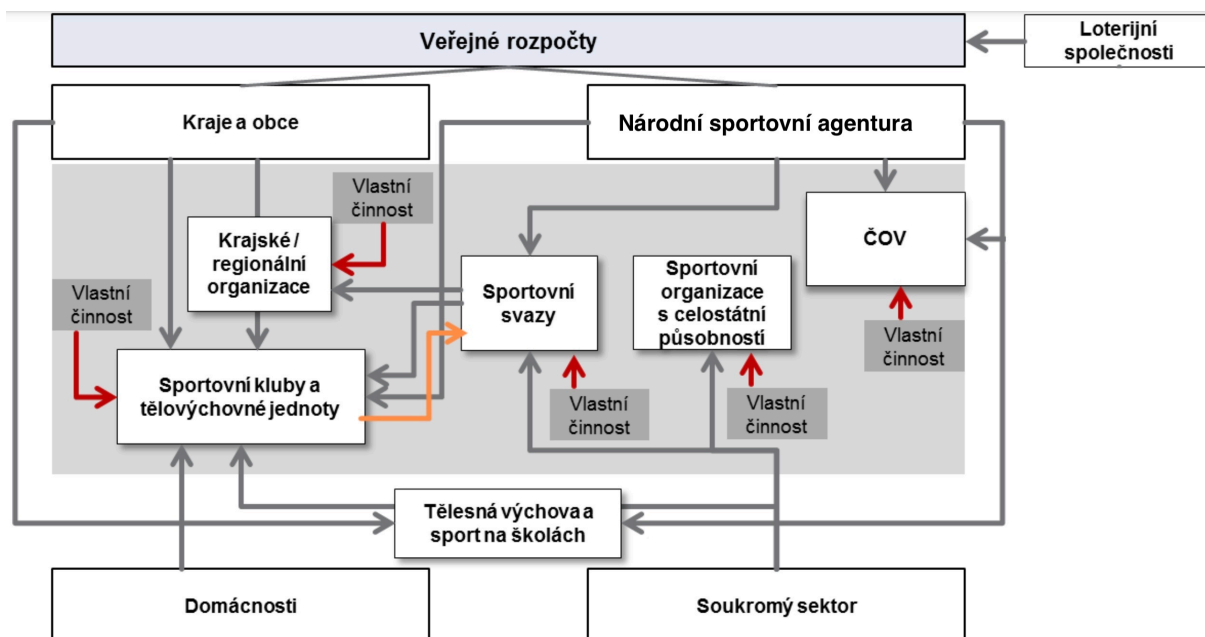 Veřejné rozpočty
Loterijní
společnosti
Kraje a obce
Národní sportovní agentura
Vlastní
činnost
Krajské /
regionální
organizace
ČOV
Sportovní
svazy
Sportovní
organizace
s celostátní
působností
Vlastní
činnost
Vlastní
činnost
Sportovní kluby a
tělovýchovné jednoty
Vlastní
činnost
Vlastní
činnost
Tělesná výchova a
sport na školách
Domácnosti
Soukromý sektor